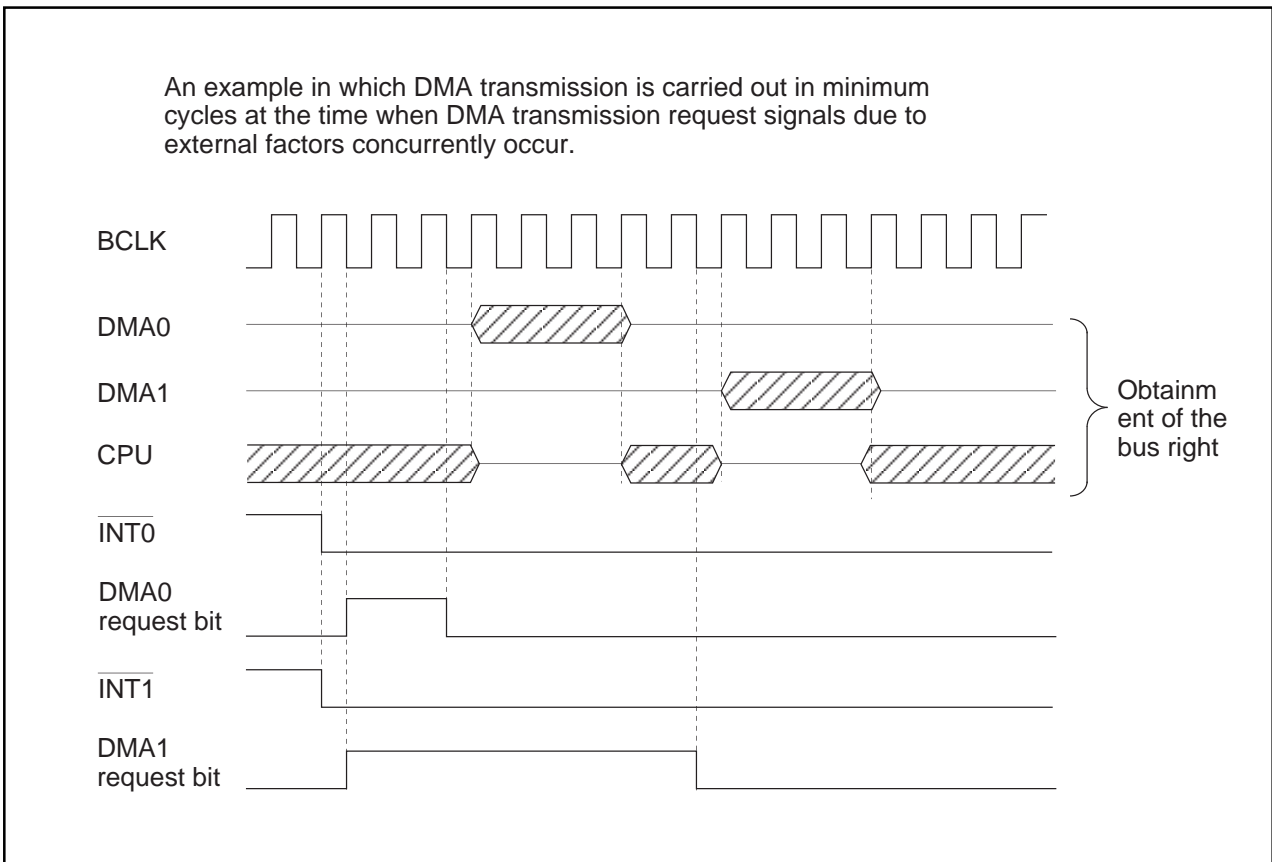 An example in which DMA transmission is carried out in minimum
cycles at the time when DMA transmission request signals due to
external factors concurrently occur.
BCLK
DMA0
DMA1
CPU
Obtainm
ent of the
bus right
INT0
DMA0
request bit
INT1
DMA1
request bit